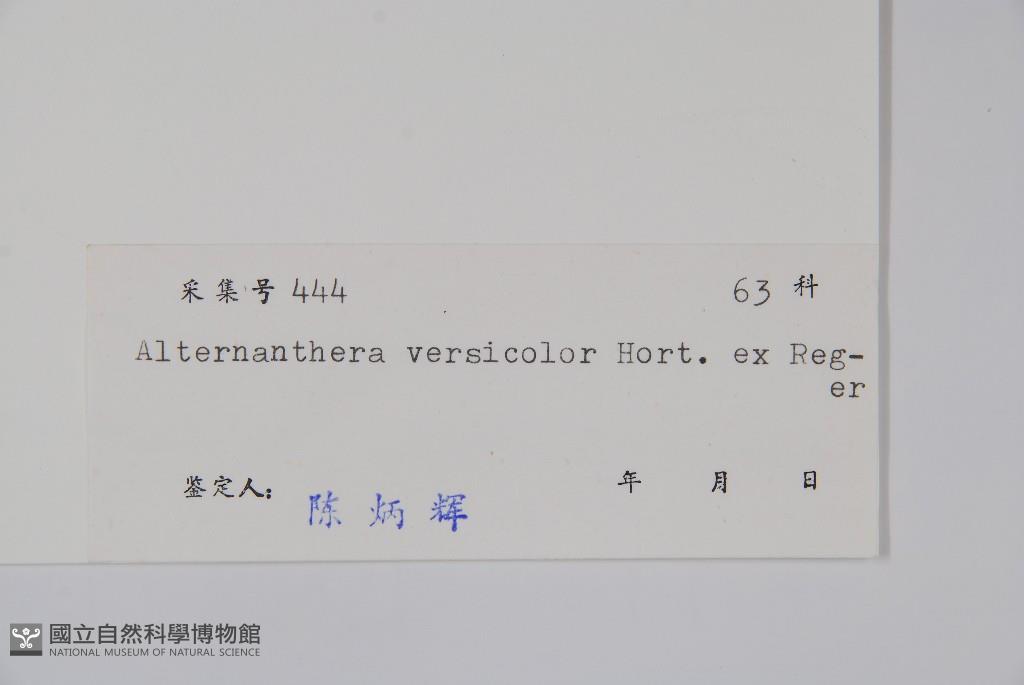 采集号 444 63 科
Alternanthera versicolor Hort. ex Reg-
er
鉴定人: 陈炳辉 年 月 日
國立自然科學博物館
NATIONAL MUSEUM OF NATURAL SCIENCE